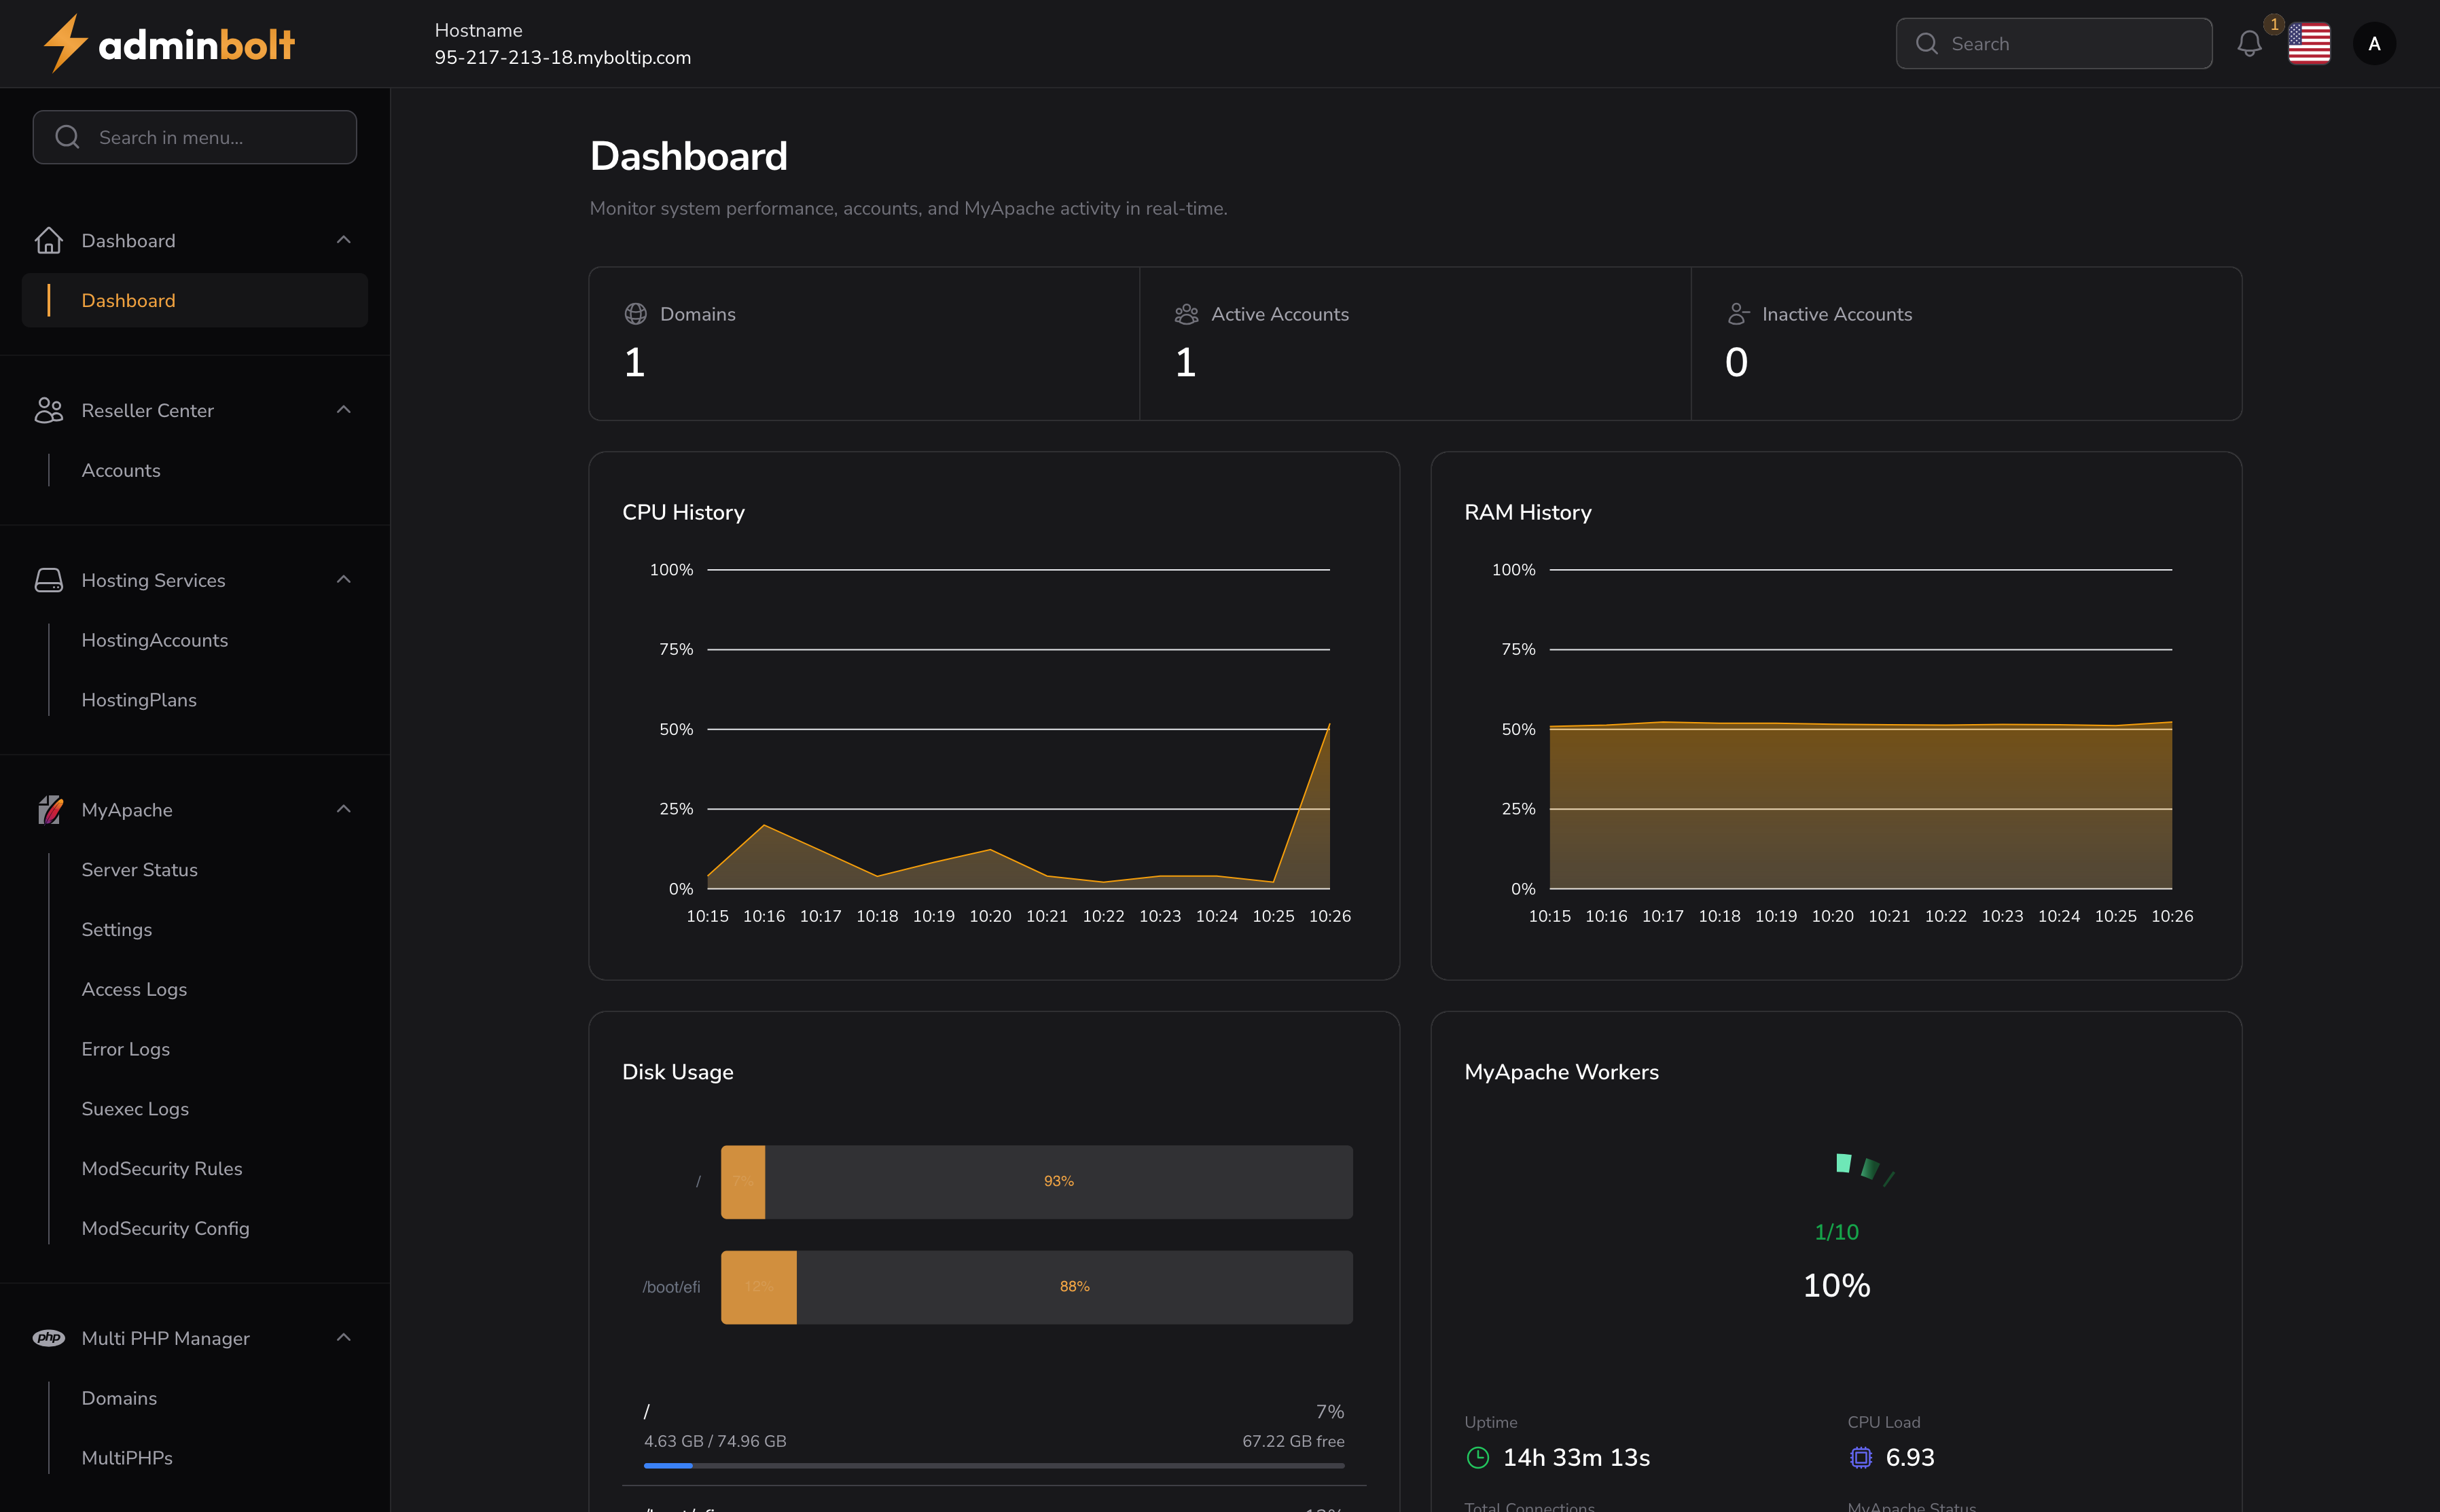 adminbolt
Hostname
95-217-213-18.myboltip.com
Search
1
A
Search in menu...
Dashboard
Dashboard
Reseller Center
Accounts
Hosting Services
HostingAccounts
HostingPlans
MyApache
Server Status
Settings
Access Logs
Error Logs
Suexec Logs
ModSecurity Rules
ModSecurity Config
php Multi PHP Manager
Domains
MultiPHPs
Dashboard
Monitor system performance, accounts, and MyApache activity in real-time.
Domains
1
Active Accounts
1
Inactive Accounts
0
CPU History
100%
75%
50%
25%
0%
10:15 10:16 10:17 10:18 10:19 10:20 10:21 10:22 10:23 10:24 10:25 10:26
RAM History
100%
75%
50%
25%
0%
10:15 10:16 10:17 10:18 10:19 10:20 10:21 10:22 10:23 10:24 10:25 10:26
Disk Usage
/ 7% 93%
/boot/efi 12% 88%
/ 7%
4.63 GB / 74.96 GB 67.22 GB free
MyApache Workers
1/10
10%
Uptime
14h 33m 13s
CPU Load
6.93
Total Connections
MyApache Status